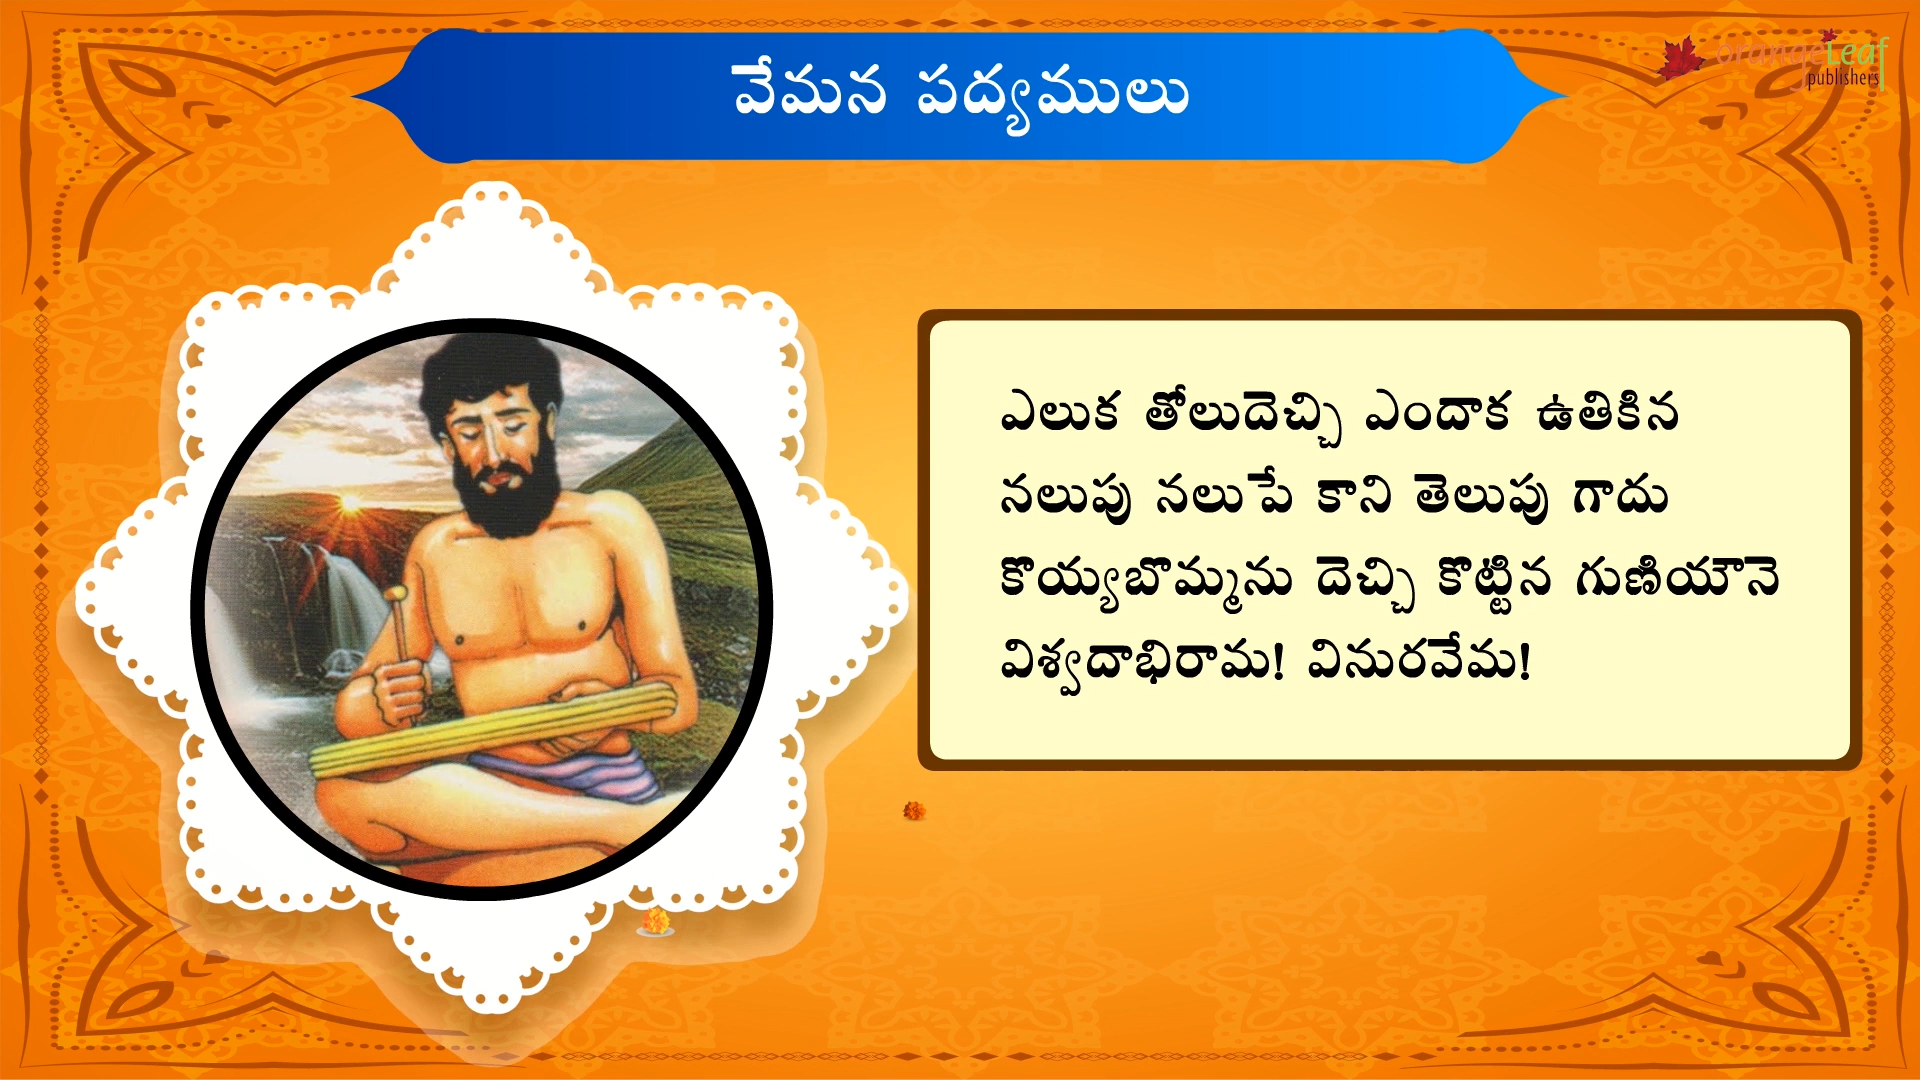 వేమన పద్యములు
orangeLeaf
publishers
ఎలుక తోలుదెచ్చి ఎందాక ఉతికిన
నలుపు నలుపే కాని తెలుపు గాదు
కొయ్యబొమ్మను దెచ్చి కొట్టిన గుణియౌనె
విశ్వదాభిరామ! వినురవేమ!